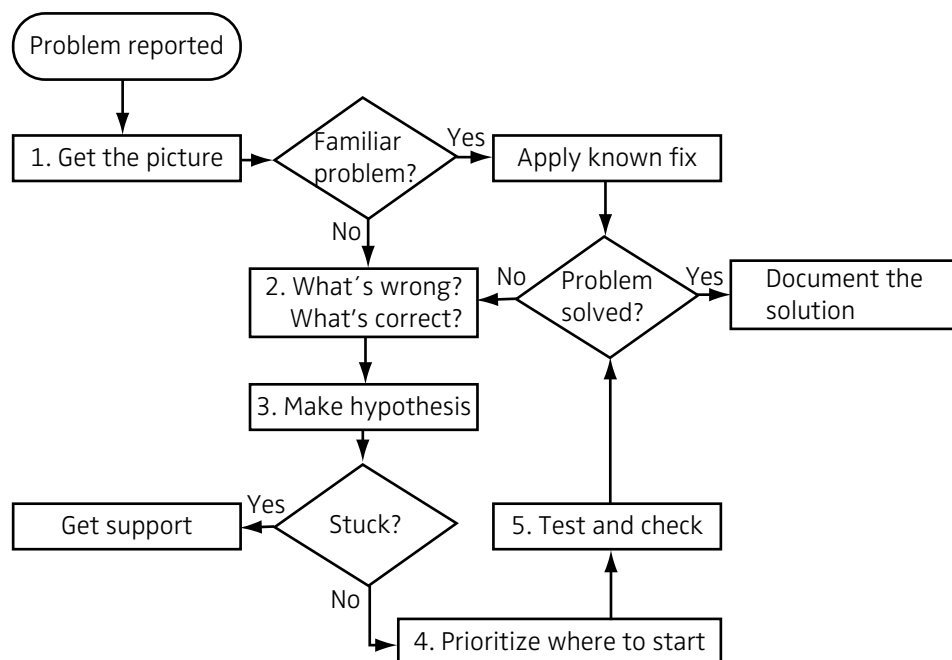 Problem reported
1. Get the picture
Familiar
problem?
Yes
Apply known fix
No
2. What´s wrong?
What's correct?
No
Problem
solved?
Yes
Document the
solution
3. Make hypothesis
Get support
Yes
Stuck?
5. Test and check
No
4. Prioritize where to start